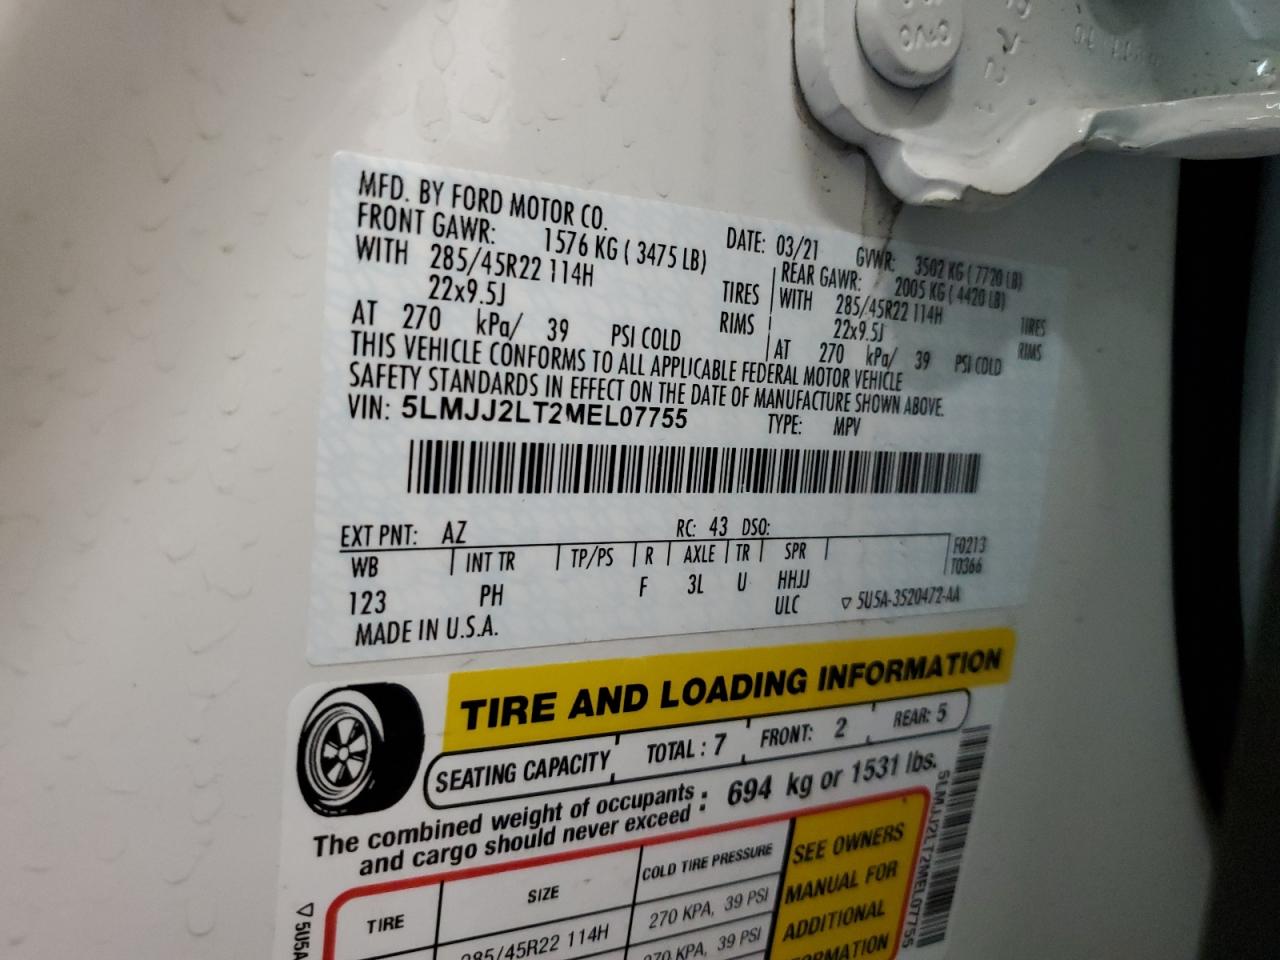 MFD. BY FORD MOTOR CO.
DATE: 03/21 GVWR: 3502 KG ( 7720 LB)
FRONT GAWR: 1576 KG ( 3475 LB)
WITH 285/45R22 114H TIRES
22x9.5J RIMS
AT 270 kPa/ 39 PSI COLD
REAR GAWR: 2005 KG ( 4420 LB)
WITH 285/45R22 114H TIRES
22x9.5J RIMS
AT 270 kPa/ 39 PSI COLD
THIS VEHICLE CONFORMS TO ALL APPLICABLE FEDERAL MOTOR VEHICLE
SAFETY STANDARDS IN EFFECT ON THE DATE OF MANUFACTURE SHOWN ABOVE.
VIN: 5LMJJ2LT2MEL07755 TYPE: MPV
EXT PNT: AZ RC: 43 DSO:
WB INT TR TP/PS R AXLE TR SPR F0213
T0366
123 PH F 3L U HHJJ
ULC ▽ 5U5A-3520472-AA
MADE IN U.S.A.
TIRE AND LOADING INFORMATION
SEATING CAPACITY TOTAL : 7 FRONT: 2 REAR: 5
The combined weight of occupants : 694 kg or 1531 lbs.
and cargo should never exceed
TIRE SIZE COLD TIRE PRESSURE
285/45R22 114H 270 KPA, 39 PSI
270 KPA, 39 PSI
SEE OWNERS
MANUAL FOR
ADDITIONAL
5LMJJ2LT2MEL07755
▽ 5U5A